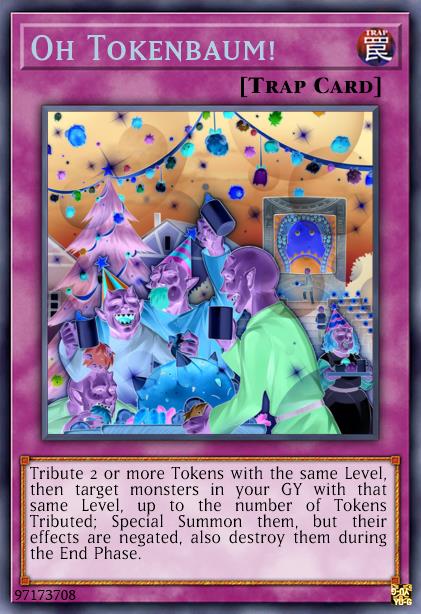 OH TOKENBAUM!
TRAP
罠
[TRAP CARD]
Tribute 2 or more Tokens with the same Level,
then target monsters in your GY with that
same Level, up to the number of Tokens
Tributed; Special Summon them, but their
effects are negated, also destroy them during
the End Phase.
97173708